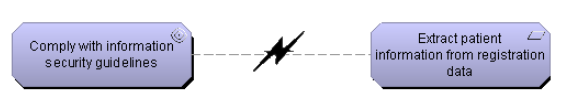 Comply with information
security guidelines
Extract patient
information from registration
data